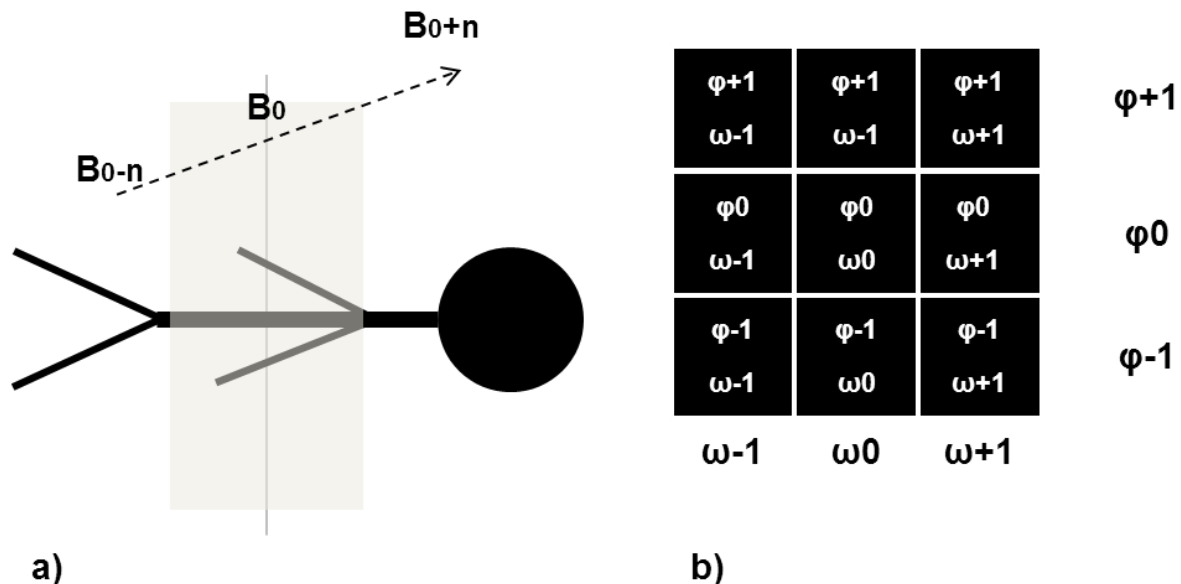 B0+n
B0
B0-n
a)
φ+1 φ+1 φ+1 φ+1
ω-1 ω-1 ω+1
φ0 φ0 φ0 φ0
ω-1 ω0 ω+1
φ-1 φ-1 φ-1 φ-1
ω-1 ω0 ω+1
ω-1 ω0 ω+1
b)